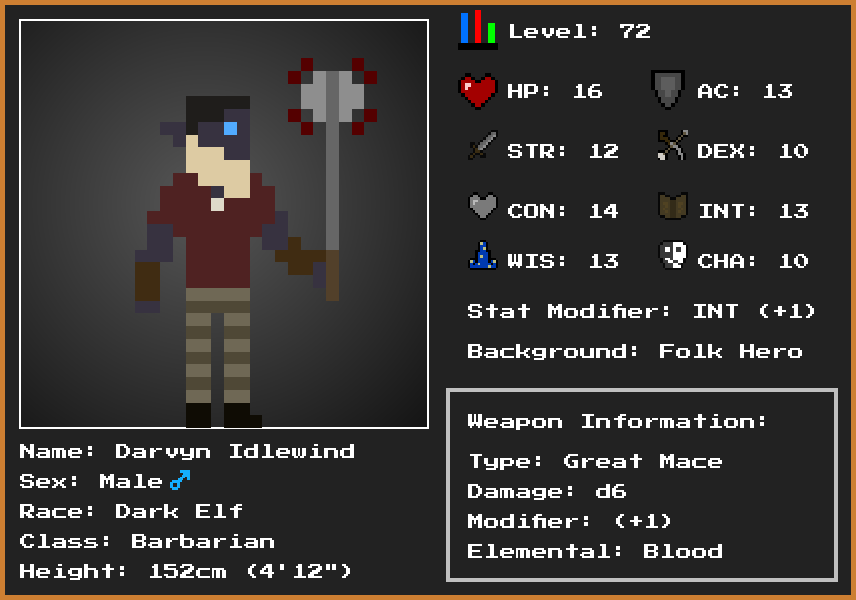 Level: 72
HP: 16
AC: 13
STR: 12
DEX: 10
CON: 14
INT: 13
WIS: 13
CHA: 10
Stat Modifier: INT (+1)
Background: Folk Hero
Weapon Information:
Type: Great Mace
Damage: d6
Modifier: (+1)
Elemental: Blood
Name: Darvyn Idlewind
Sex: Male ♂
Race: Dark Elf
Class: Barbarian
Height: 152cm (4'12")